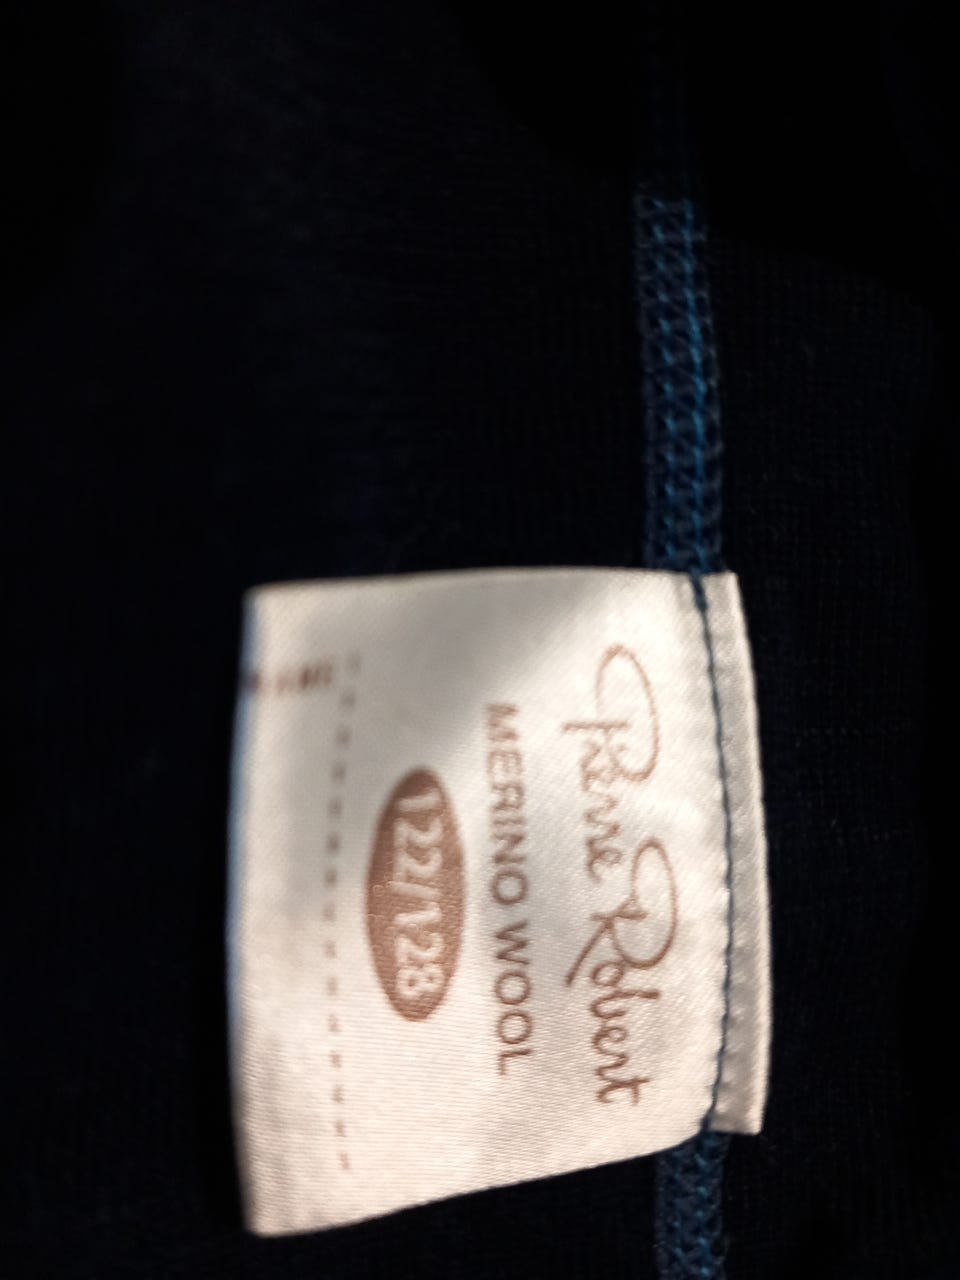 Pierre Robert
MERINO WOOL
122/128